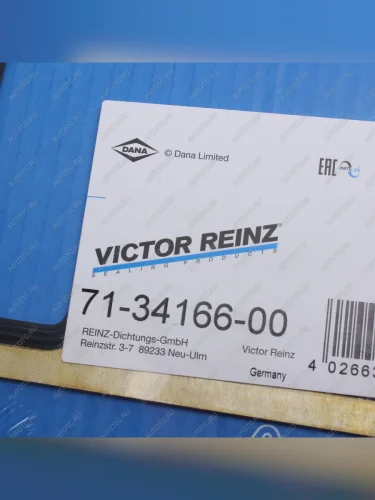 DANA © Dana Limited
EAC
VICTOR REINZ®
SEALING PRODUCTS
71-34166-00
REINZ-Dichtungs-GmbH
Reinzstr. 3-7 89233 Neu-Ulm
Victor Reinz
Germany
4 02663